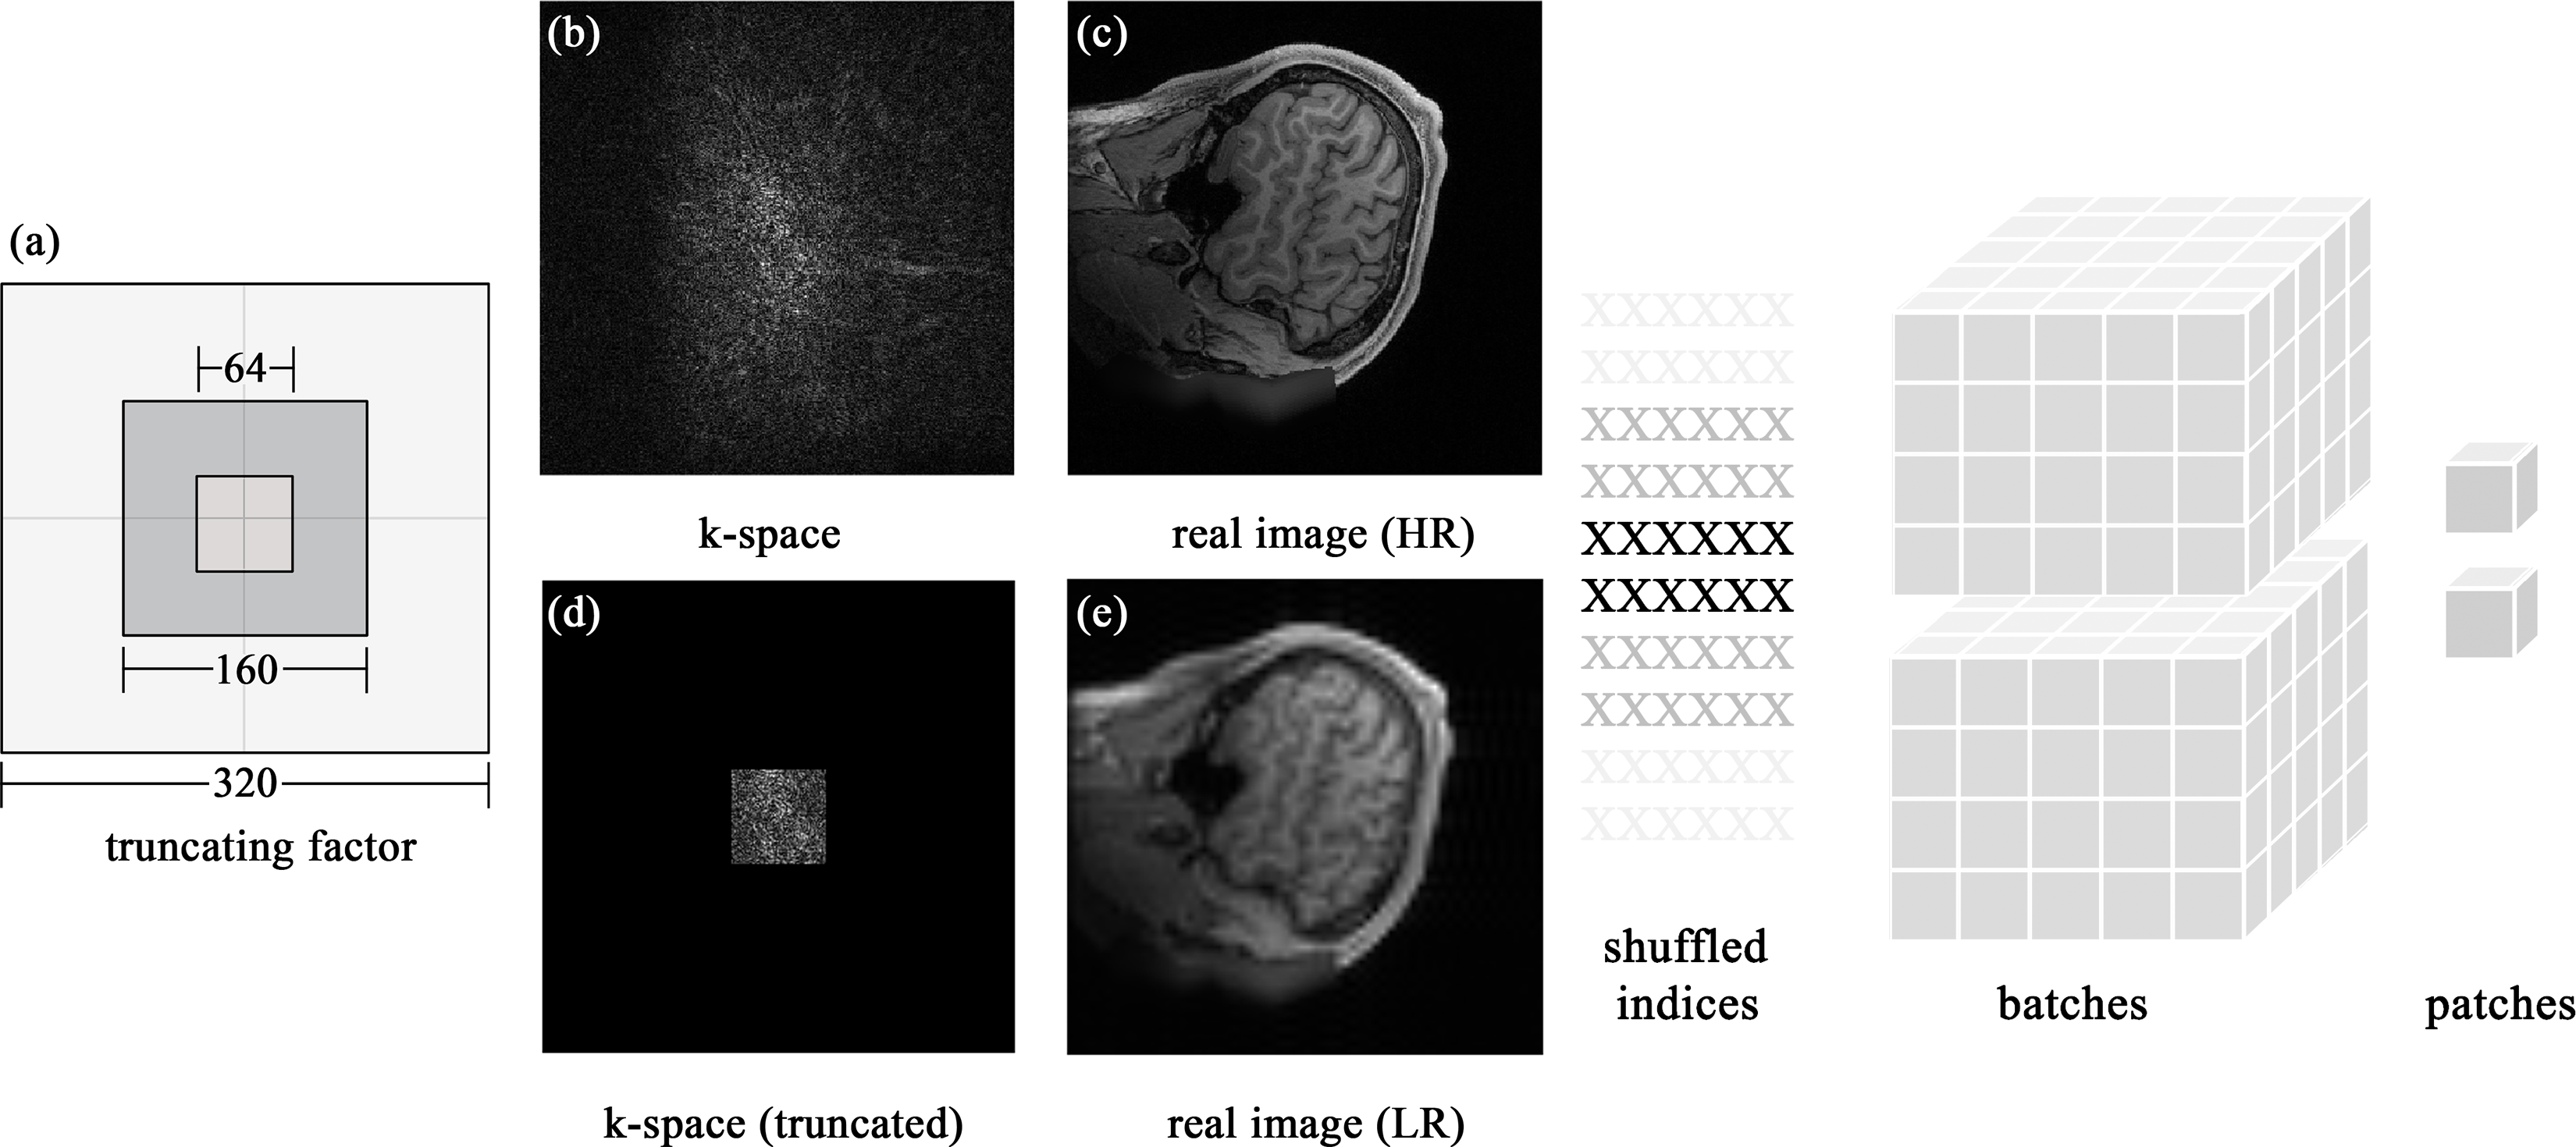 (a)
64
160
320
truncating factor
(b)
k-space
(c)
real image (HR)
(d)
k-space (truncated)
(e)
real image (LR)
XXXXXX
XXXXXX
XXXXXX
XXXXXX
XXXXXX
XXXXXX
XXXXXX
XXXXXX
XXXXXX
XXXXXX
shuffled
indices
batches
patches